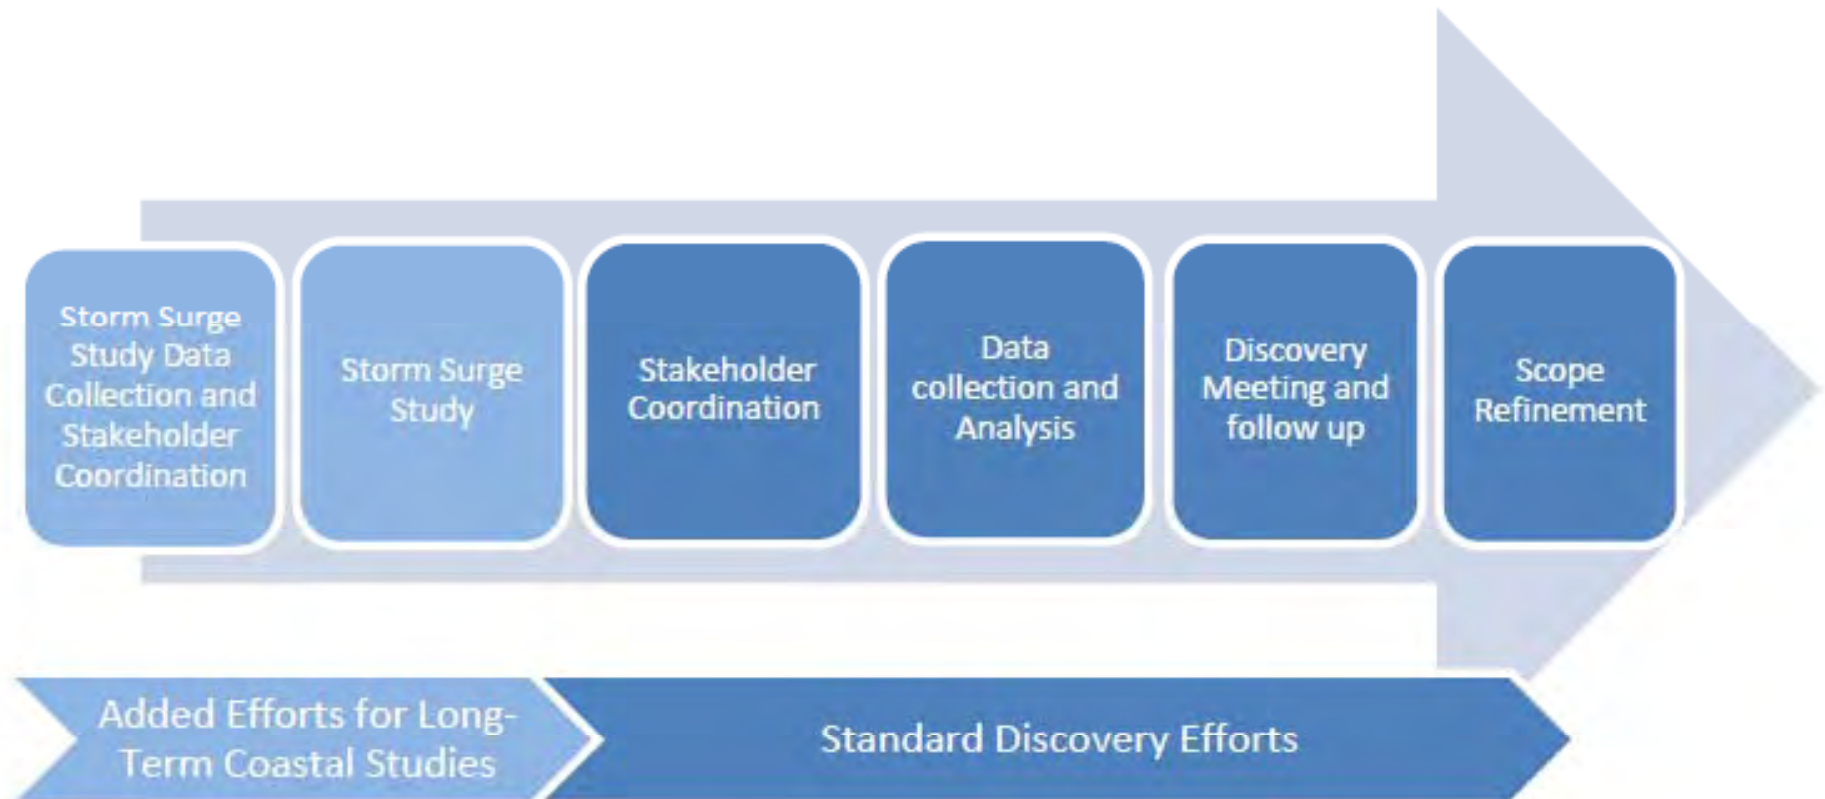 Storm Surge
Study Data
Collection and
Stakeholder
Coordination
Storm Surge
Study
Stakeholder
Coordination
Data
collection and
Analysis
Discovery
Meeting and
follow up
Scope
Refinement
Added Efforts for Long-
Term Coastal Studies
Standard Discovery Efforts